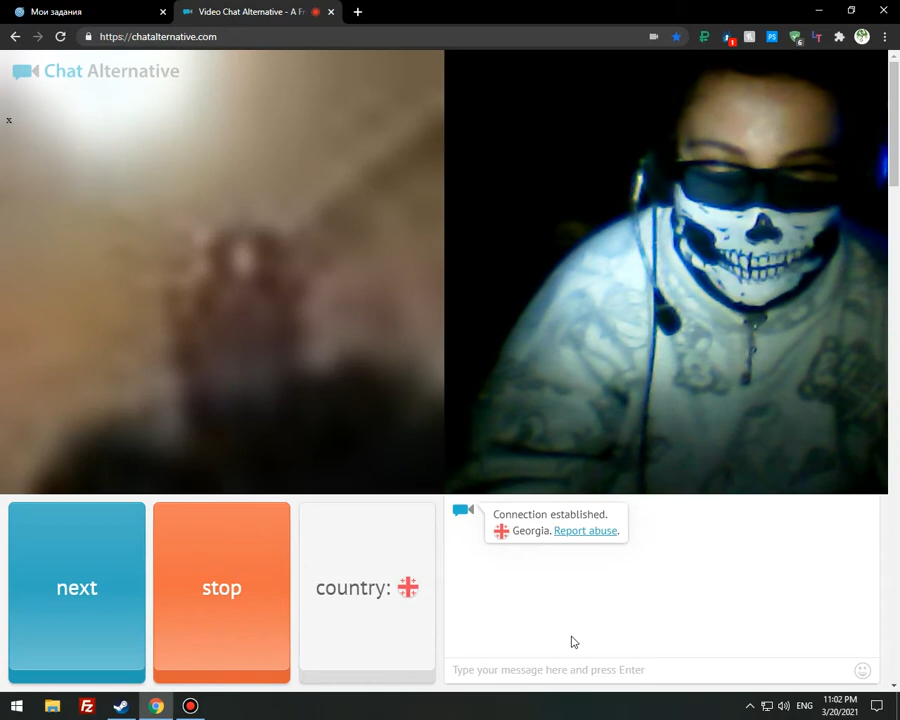 Мои задания
Video Chat Alternative - A Fr
https://chatalternative.com
Chat Alternative
x
Connection established.
Georgia. Report abuse.
next
stop
country:
Type your message here and press Enter
ENG
11:02 PM
3/20/2021